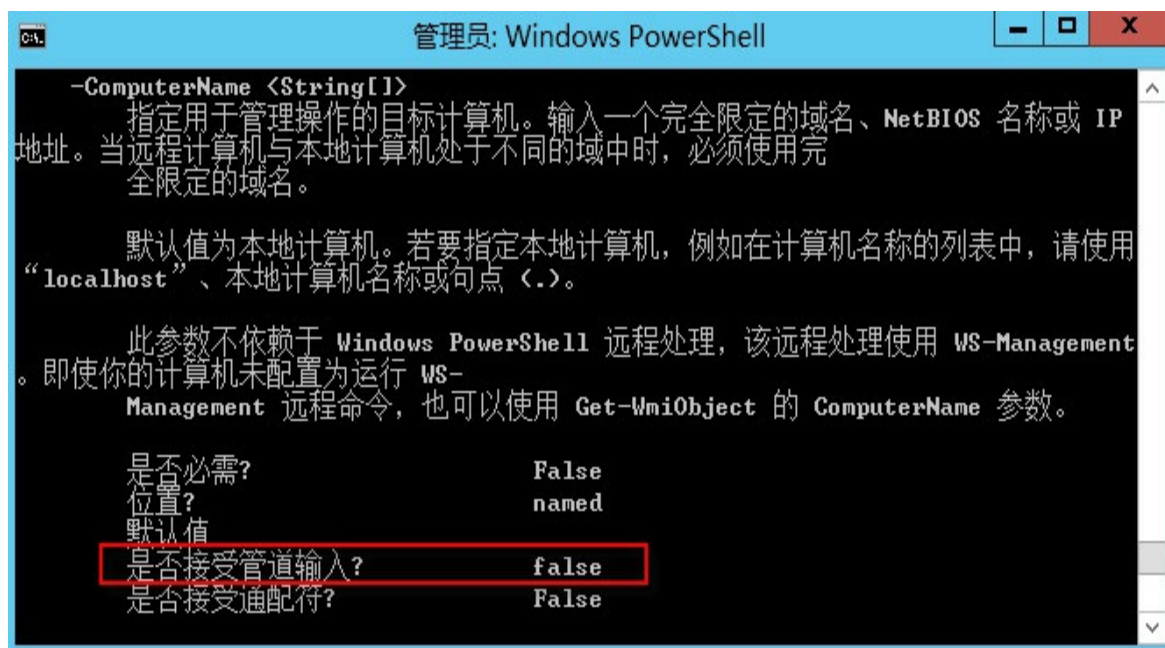 管理员: Windows PowerShell
-ComputerName <String[]>
指定用于管理操作的目标计算机。输入一个完全限定的域名、NetBIOS 名称或 IP
地址。当远程计算机与本地计算机处于不同的域中时，必须使用完
全限定的域名。
默认值为本地计算机。若要指定本地计算机，例如在计算机名称的列表中，请使用
“localhost”、本地计算机名称或句点 (.)。
此参数不依赖于 Windows PowerShell 远程处理，该远程处理使用 WS-Management
。即使你的计算机未配置为运行 WS-
Management 远程命令，也可以使用 Get-WmiObject 的 ComputerName 参数。
是否必需? False
位置? named
默认值
是否接受管道输入? false
是否接受通配符? False